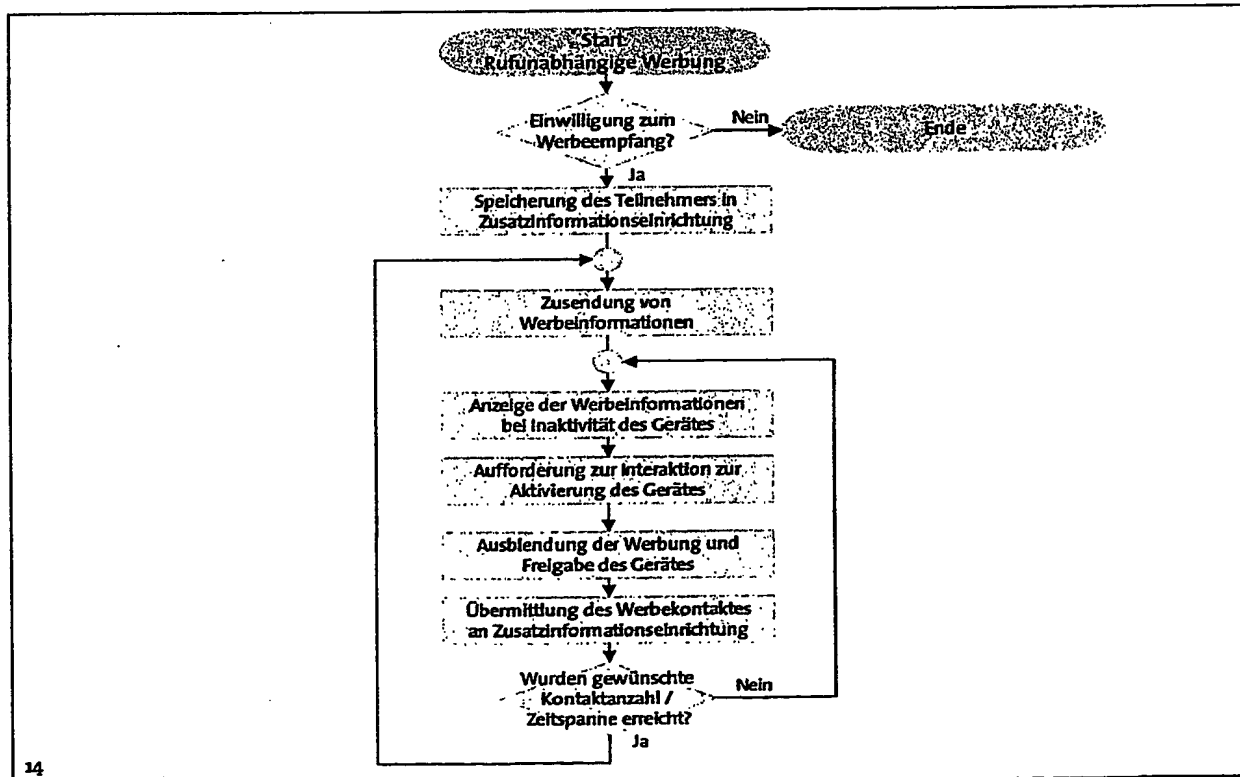 Start
Rufunabhängige Werbung
Einwilligung zum
Werbeempfang?
Nein
Ende
Ja
Speicherung des Teilnehmers in
Zusatzinformationseinrichtung
Zusendung von
Werbeinformationen
Anzeige der Werbeinformationen
bei Inaktivität des Gerätes
Aufforderung zur Interaktion zur
Aktivierung des Gerätes
Ausblendung der Werbung und
Freigabe des Gerätes
Übermittlung des Werbekontaktes
an Zusatzinformationseinrichtung
Wurden gewünschte
Kontaktanzahl /
Zeitspanne erreicht?
Nein
Ja
14